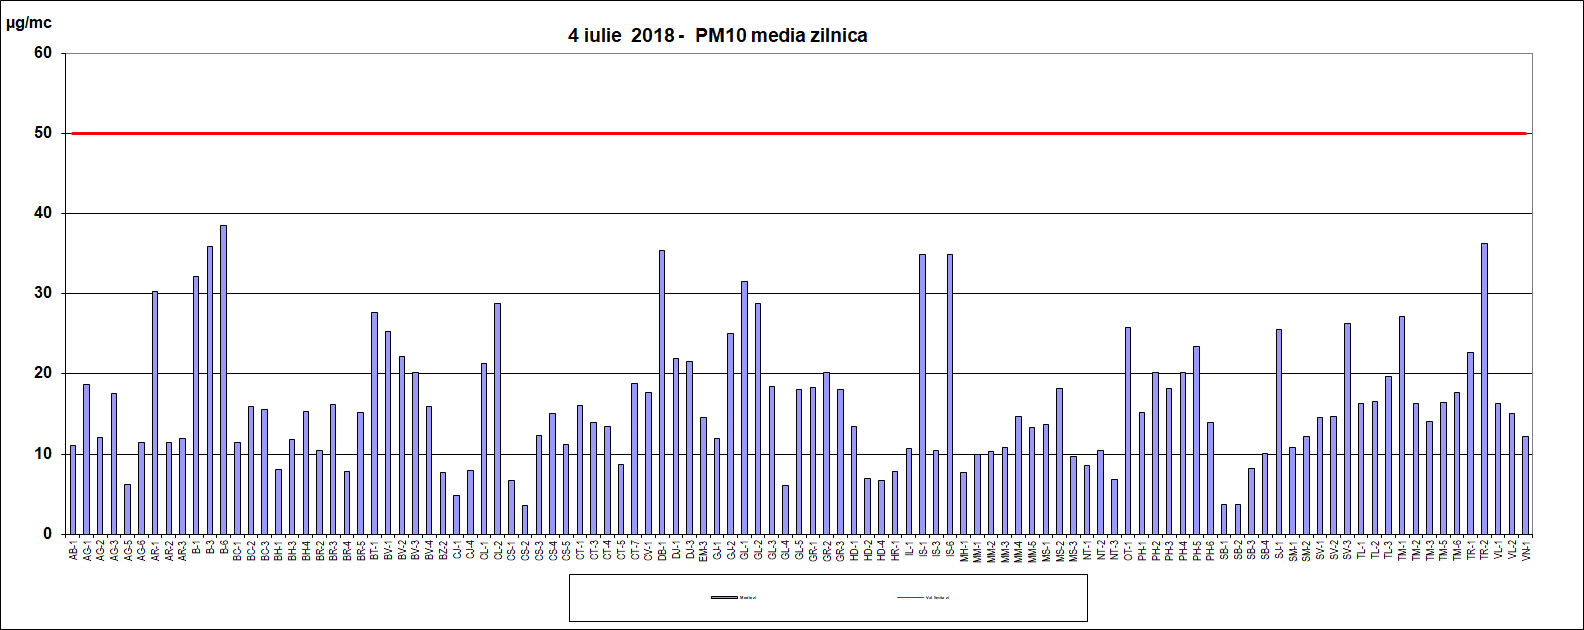 µg/mc
4 iulie 2018 - PM10 media zilnica
60
50
40
30
20
10
0
AB-1 AG-1 AG-2 AG-3 AG-5 AG-6 AR-1 AR-2 AR-3 B-1 B-3 B-6 BC-1 BC-2 BC-3 BH-1 BH-3 BH-4 BR-2 BR-3 BR-4 BR-5 BT-1 BV-1 BV-2 BV-3 BV-4 BZ-2 CJ-1 CJ-4 CL-1 CL-2 CS-1 CS-2 CS-3 CS-4 CS-5 CT-1 CT-3 CT-4 CT-5 CT-7 CV-1 DB-1 DJ-1 DJ-3 EM-3 GJ-1 GJ-2 GL-1 GL-2 GL-3 GL-4 GL-5 GR-1 GR-2 GR-3 HD-1 HD-2 HD-4 HR-1 IL-1 IS-1 IS-3 IS-6 MH-1 MM-1 MM-2 MM-3 MM-4 MM-5 MS-1 MS-2 MS-3 NT-1 NT-2 NT-3 OT-1 PH-1 PH-2 PH-3 PH-4 PH-5 PH-6 SB-1 SB-2 SB-3 SB-4 SJ-1 SM-1 SM-2 SV-1 SV-2 SV-3 TL-1 TL-2 TL-3 TM-1 TM-2 TM-3 TM-5 TM-6 TR-1 TR-2 VL-1 VL-2 VN-1